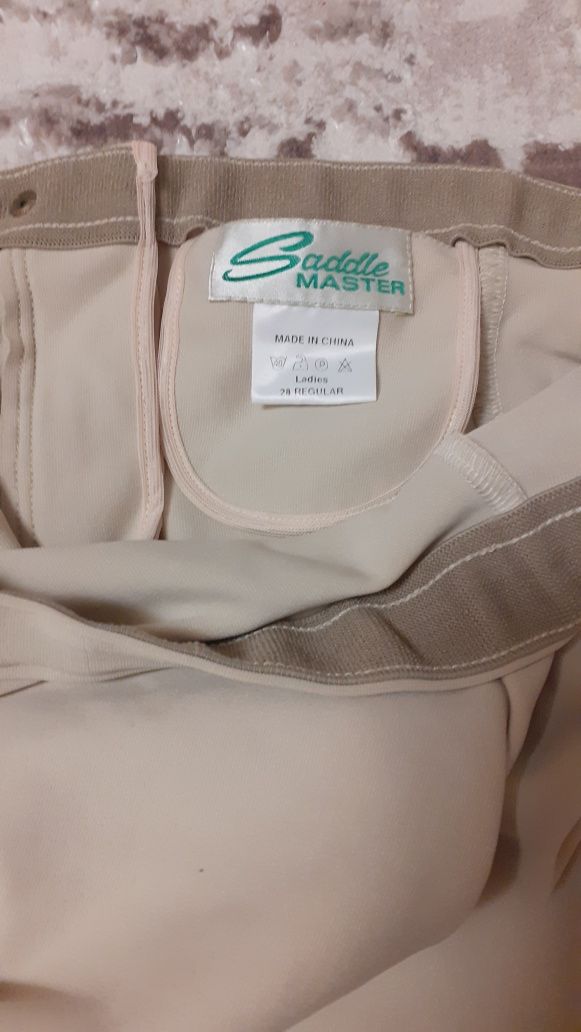 Saddle
MASTER
MADE IN CHINA
Ladies
28 REGULAR